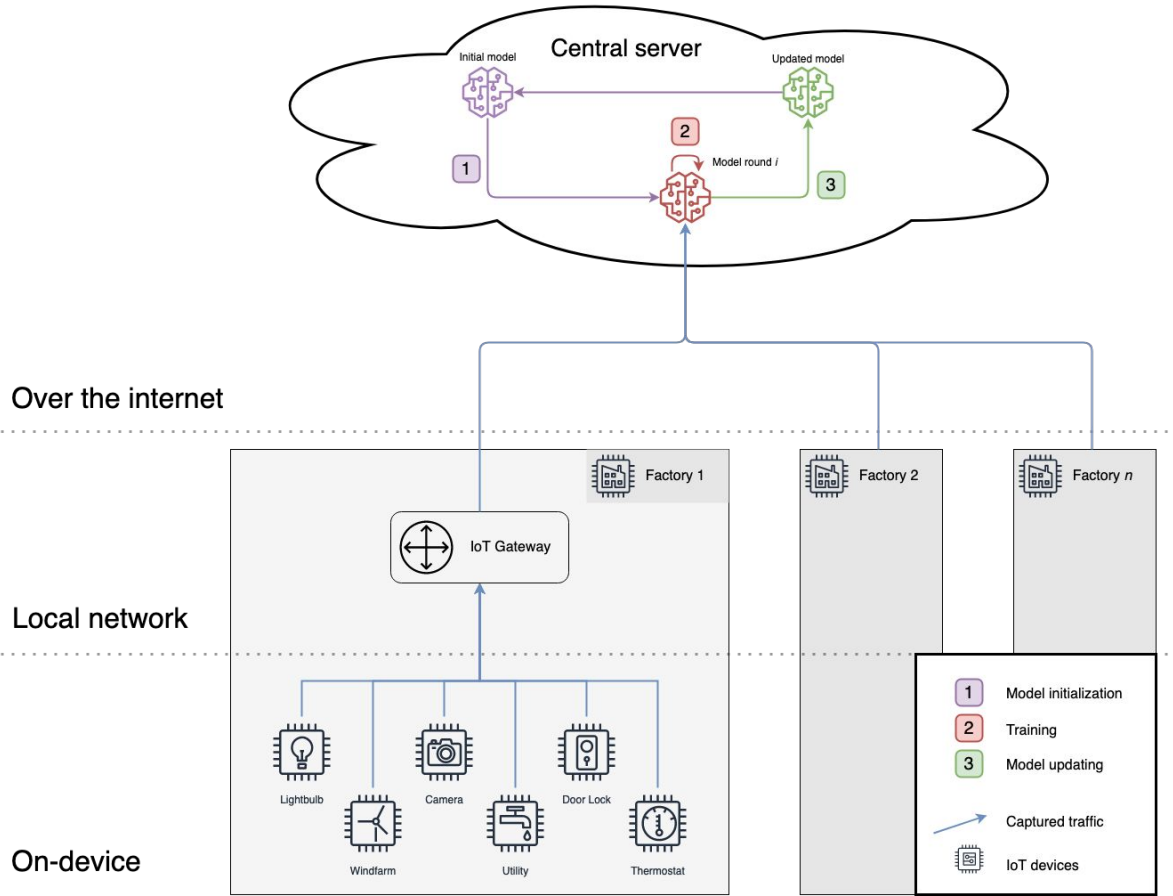 Central server
Initial model
Updated model
2
Model round i
1
3
Over the internet
Factory 1
Factory 2
Factory n
IoT Gateway
Local network
1 Model initialization
2 Training
3 Model updating
Captured traffic
IoT devices
Lightbulb
Camera
Door Lock
Windfarm
Utility
Thermostat
On-device